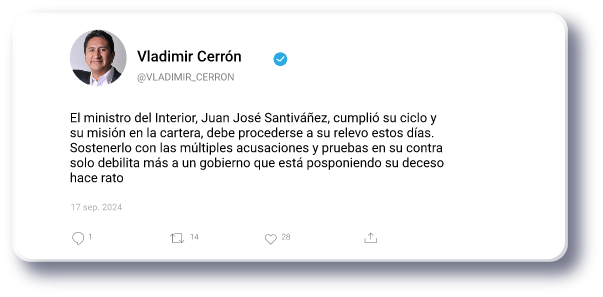 Vladimir Cerrón
@VLADIMIR_CERRON
El ministro del Interior, Juan José Santiváñez, cumplió su ciclo y
su misión en la cartera, debe procederse a su relevo estos días.
Sostenerlo con las múltiples acusaciones y pruebas en su contra
solo debilita más a un gobierno que está posponiendo su deceso
hace rato
17 sep. 2024
1 14 28